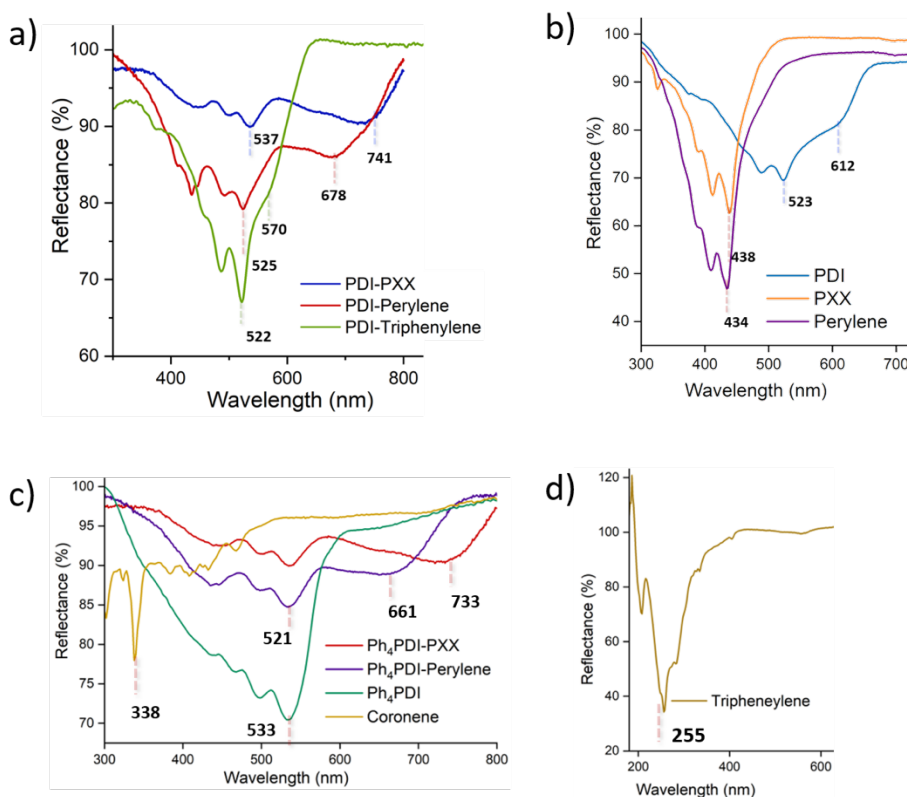 a)
100
90
80
70
60
Reflectance (%)
537
741
678
570
525
522
PDI-PXX
PDI-Perylene
PDI-Triphenylene
400
600
800
Wavelength (nm)
b)
100
90
80
70
60
50
40
Reflectance (%)
612
523
438
434
PDI
PXX
Perylene
300
400
500
600
700
Wavelength (nm)
c)
100
95
90
85
80
75
70
Reflectance (%)
661
733
521
338
533
Ph₄PDI-PXX
Ph₄PDI-Perylene
Ph₄PDI
Coronene
300
400
500
600
700
800
Wavelength (nm)
d)
120
100
80
60
40
20
Reflectance (%)
Tripheneylene
255
200
400
600
Wavelength (nm)